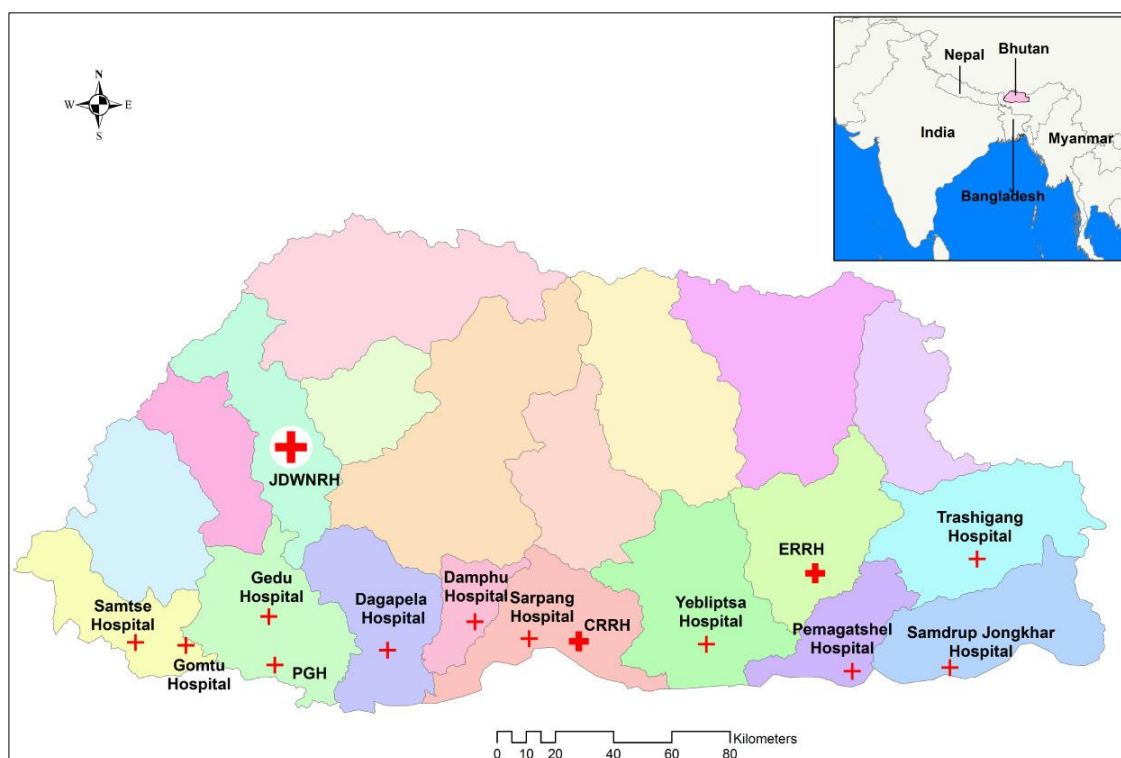 N
W
E
S
Nepal
Bhutan
India
Myanmar
Bangladesh
JDWNRH
Trashigang
Hospital
ERRH
Gedu
Hospital
Damphu
Hospital
Dagapela
Hospital
Sarpang
Hospital
CRRH
Yebliptsa
Hospital
Samtse
Hospital
Pemagatshel
Hospital
Samdrup Jongkhar
Hospital
Gomtu
Hospital
PGH
Kilometers
0 10 20 40 60 80